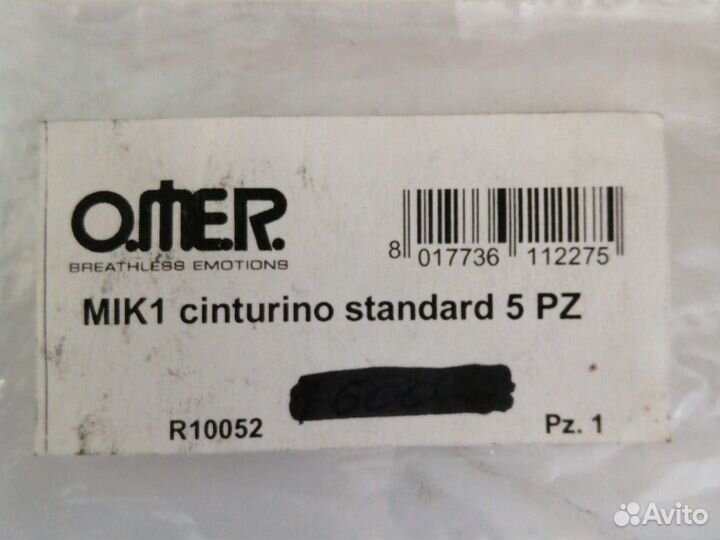 O.ME.R.
BREATHLESS EMOTIONS
8 017736 112275
MIK1 cinturino standard 5 PZ
R10052
Pz. 1
Avito